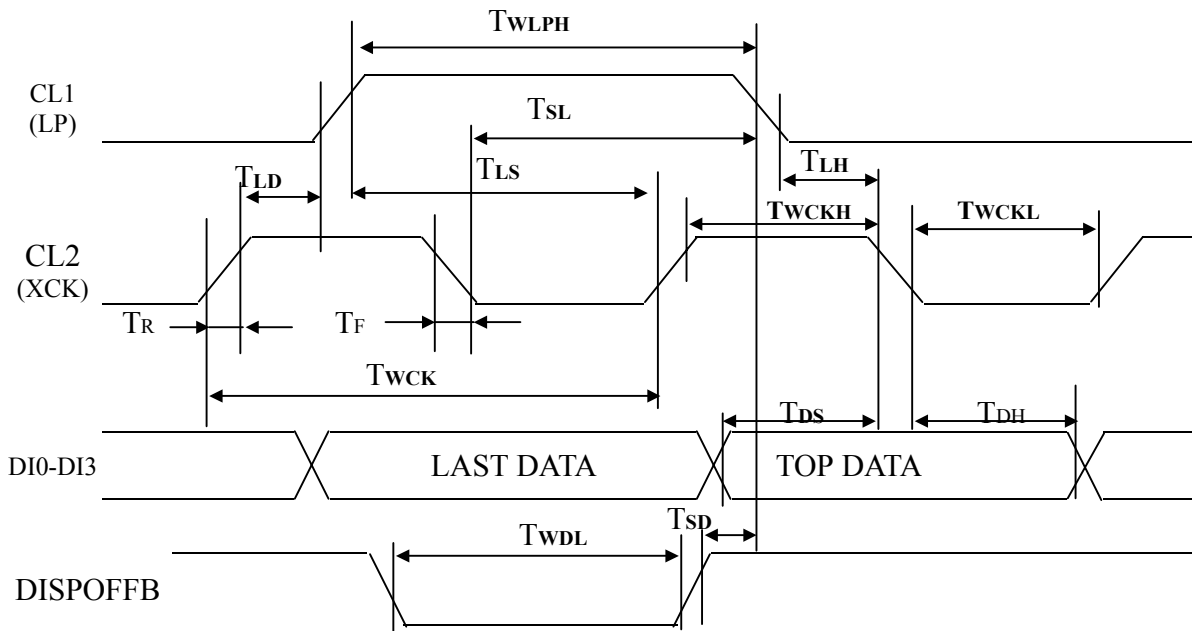 TWLPH
CL1
(LP)
TSL
TLS
TLD
TLH
TWCKH
TWCKL
CL2
(XCK)
TR
TF
TWCK
TDS
TDH
DI0-DI3
LAST DATA
TOP DATA
TSD
TWDL
DISPOFFB